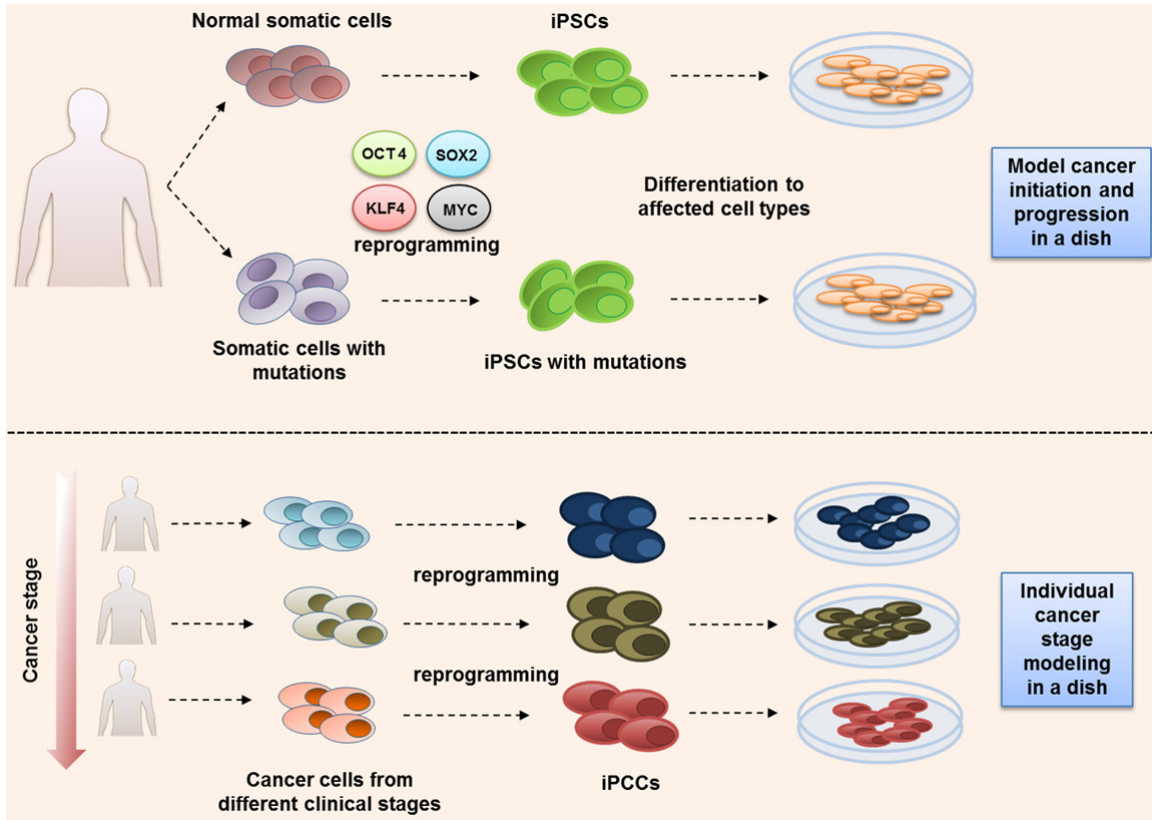 Normal somatic cells
iPSCs
OCT4
SOX2
KLF4
MYC
reprogramming
Differentiation to
affected cell types
Model cancer
initiation and
progression
in a dish
Somatic cells with
mutations
iPSCs with mutations
Cancer stage
reprogramming
reprogramming
Individual
cancer
stage
modeling
in a dish
Cancer cells from
different clinical stages
iPCCs